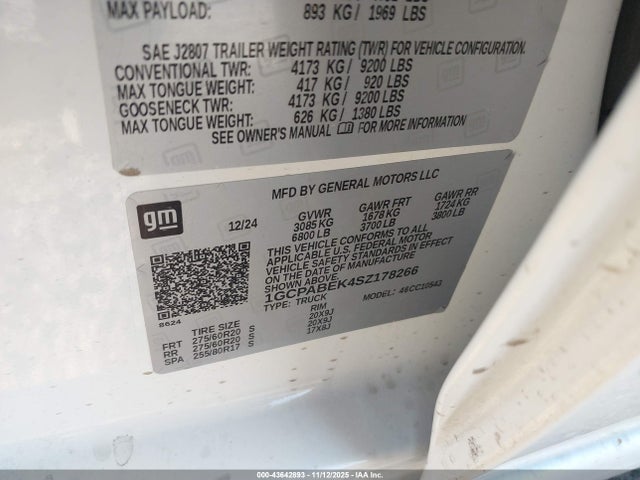 MAX PAYLOAD: 893 KG/ 1969 LBS
SAE J2807 TRAILER WEIGHT RATING (TWR) FOR VEHICLE CONFIGURATION.
CONVENTIONAL TWR: 4173 KG/ 9200 LBS
MAX TONGUE WEIGHT: 417 KG/ 920 LBS
GOOSENECK TWR: 4173 KG/ 9200 LBS
MAX TONGUE WEIGHT: 626 KG/ 1380 LBS
SEE OWNER'S MANUAL FOR MORE INFORMATION
MFD BY GENERAL MOTORS LLC
gm
12/24 GVWR GAWR FRT GAWR RR
3085 KG 1678 KG 1724 KG
6800 LB 3700 LB 3800 LB
THIS VEHICLE CONFORMS TO ALL
APPLICABLE U.S. FEDERAL MOTOR
VEHICLE SAFETY STANDARDS IN EFFECT
ON THE DATE OF MANUFACTURE
SHOWN ABOVE.
1GCPABEK4SZ178266
TYPE: TRUCK MODEL: 46CC10543
8624
TIRE SIZE RIM
FRT 275/60R20 S 20X9J
RR 275/60R20 S 20X9J
SPA 255/80R17 S 17X8J
000-43642893 - 11/12/2025 - IAA Inc.